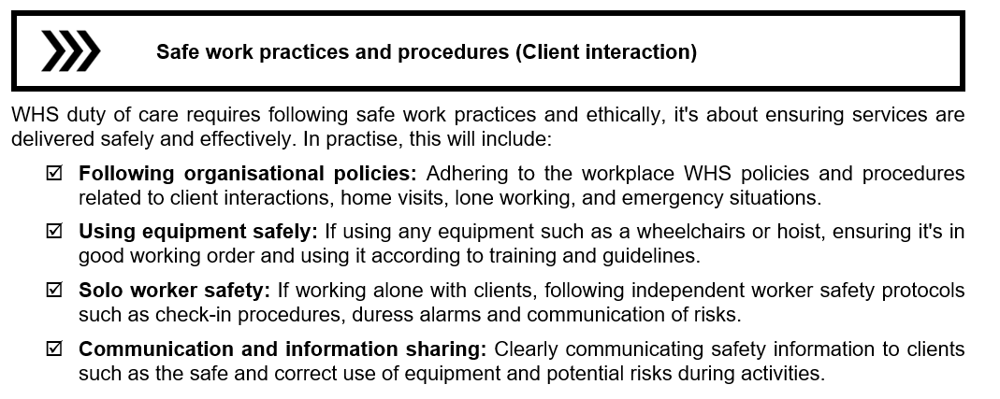 Safe work practices and procedures (Client interaction)
WHS duty of care requires following safe work practices and ethically, it's about ensuring services are
delivered safely and effectively. In practise, this will include:
☑ Following organisational policies: Adhering to the workplace WHS policies and procedures
related to client interactions, home visits, lone working, and emergency situations.
☑ Using equipment safely: If using any equipment such as a wheelchairs or hoist, ensuring it's in
good working order and using it according to training and guidelines.
☑ Solo worker safety: If working alone with clients, following independent worker safety protocols
such as check-in procedures, duress alarms and communication of risks.
☑ Communication and information sharing: Clearly communicating safety information to clients
such as the safe and correct use of equipment and potential risks during activities.